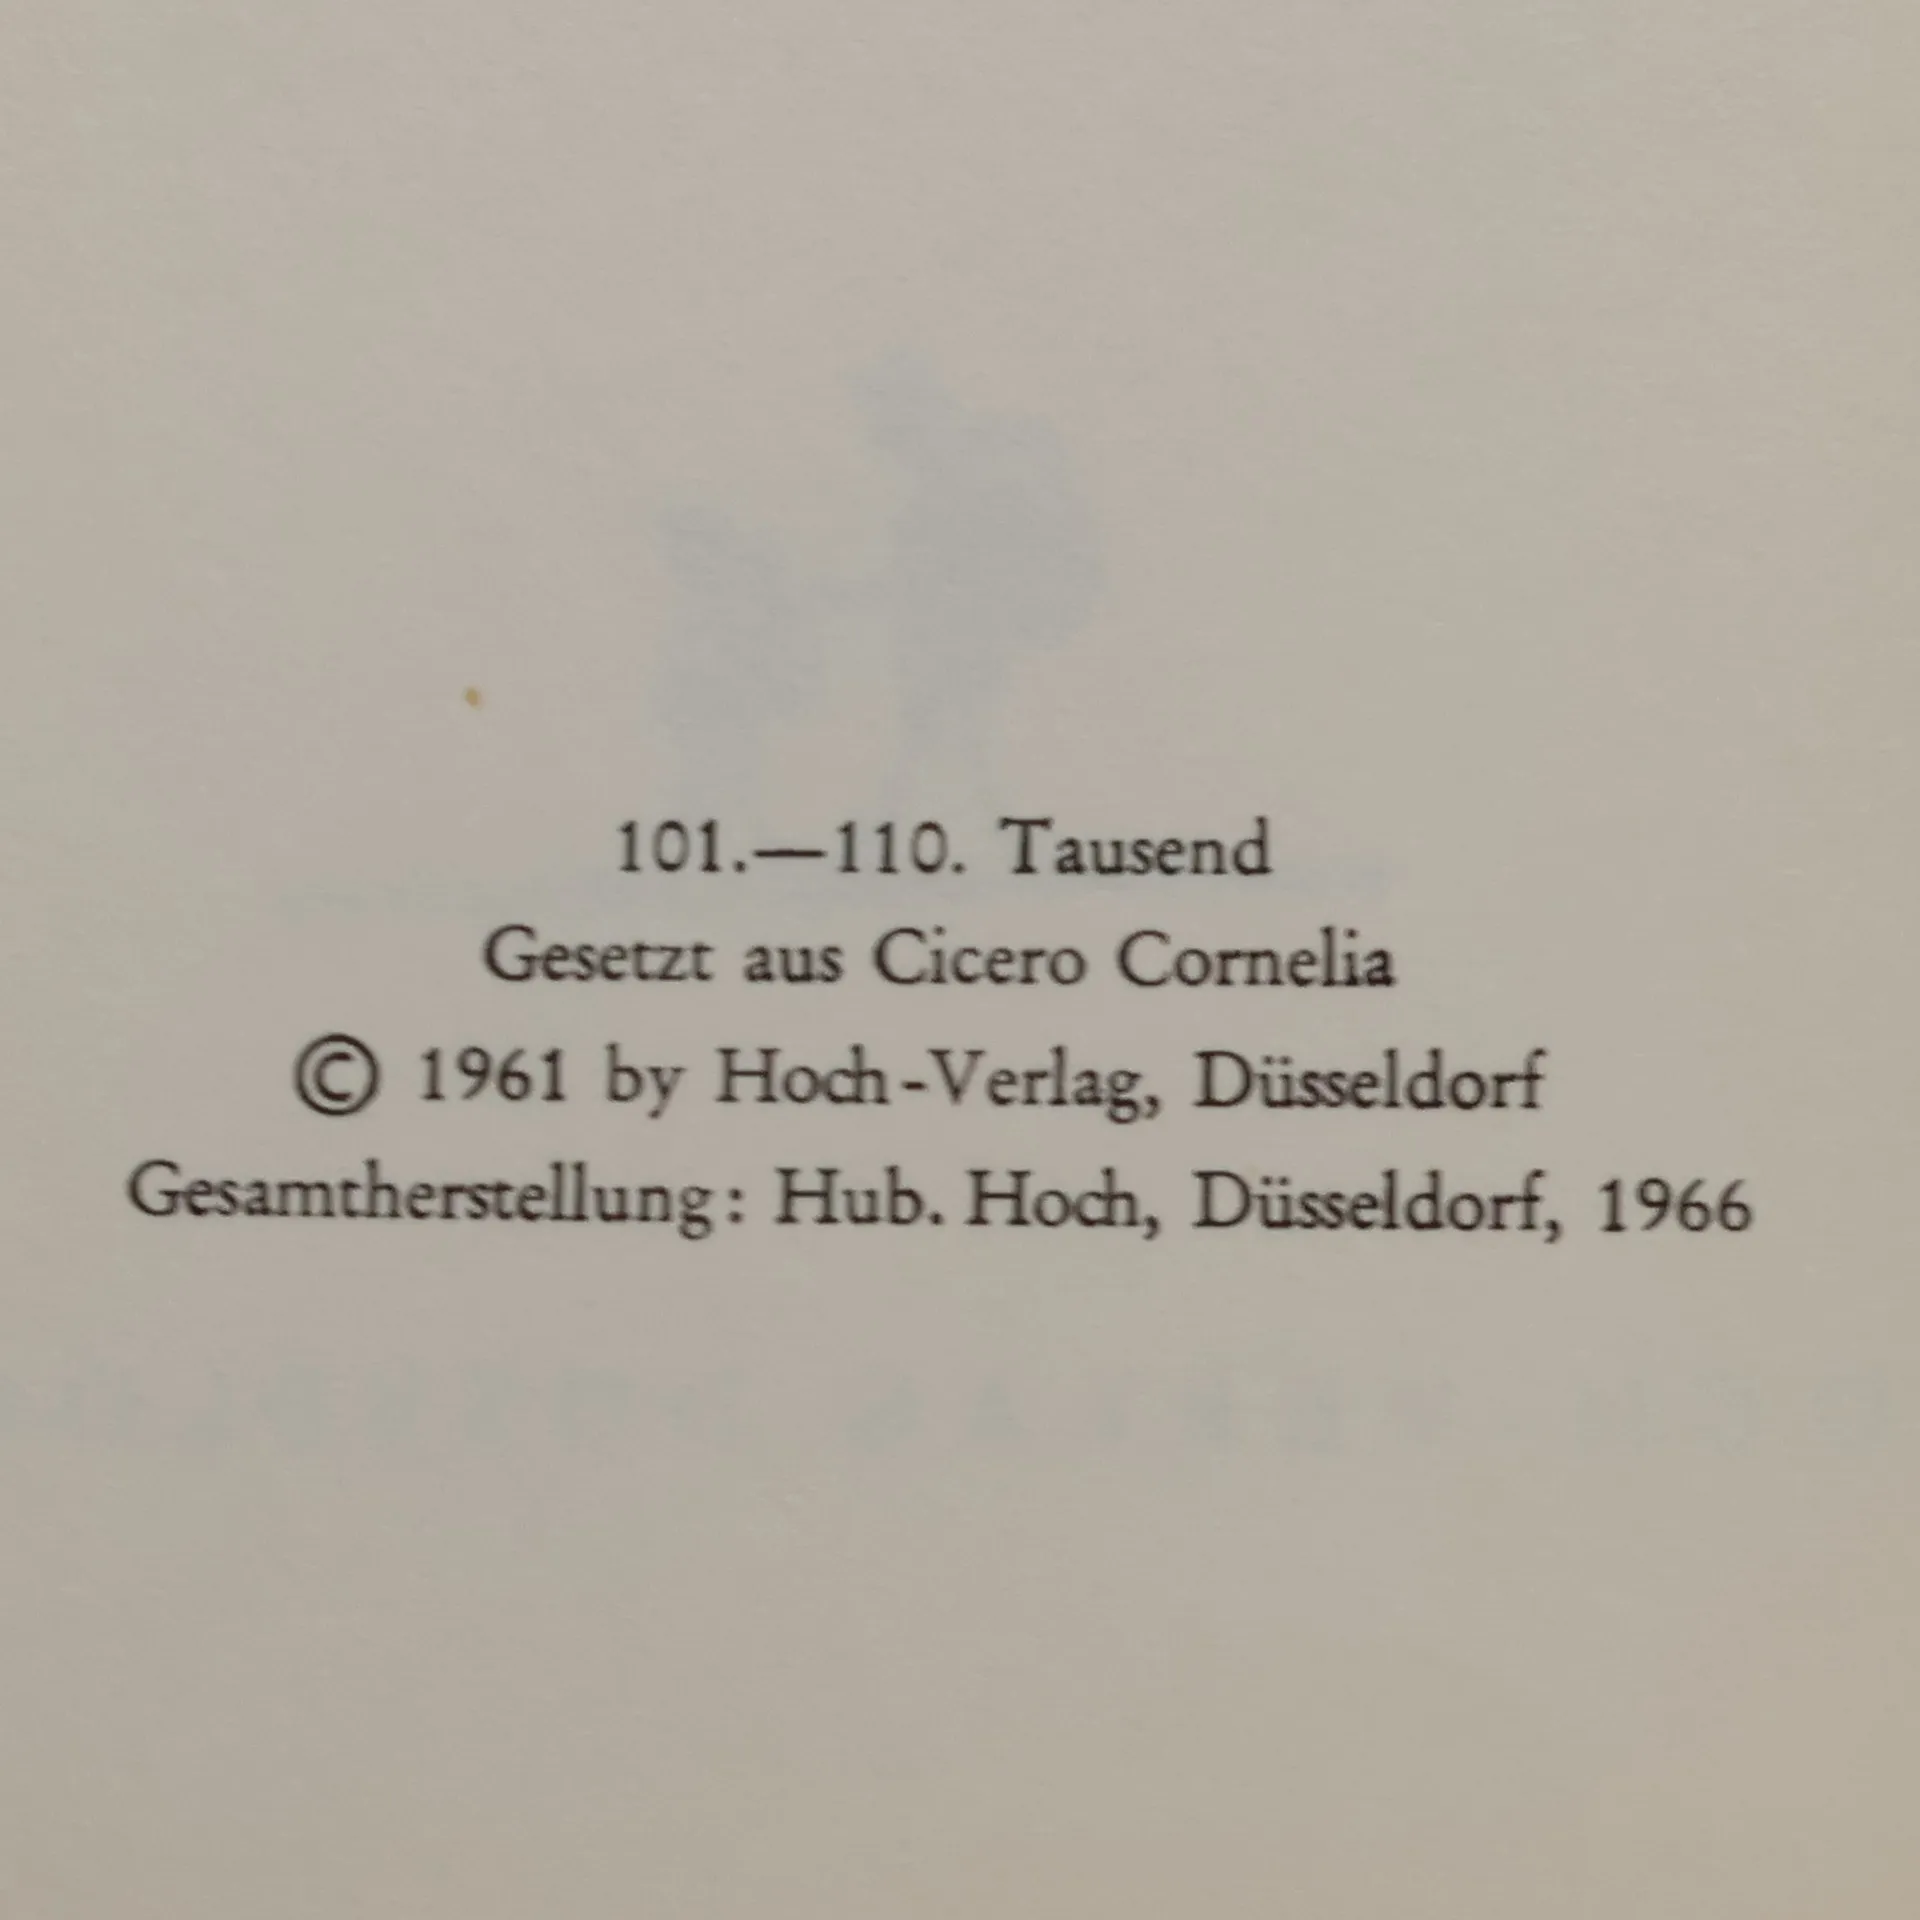 101.—110. Tausend
Gesetzt aus Cicero Cornelia
© 1961 by Hoch-Verlag, Düsseldorf
Gesamtherstellung: Hub. Hoch, Düsseldorf, 1966